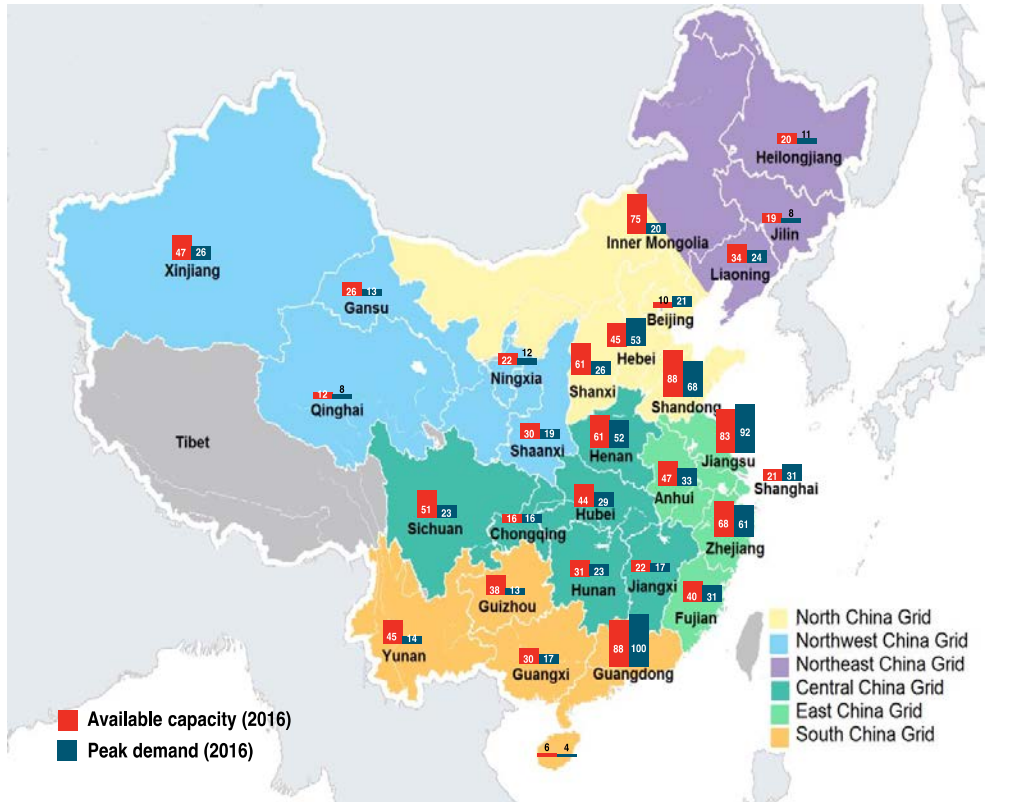 20 11
Heilongjiang
75 20
Inner Mongolia
19 8
Jilin
34 24
Liaoning
47 26
Xinjiang
26 13
Gansu
10 21
Beijing
45 53
Hebei
22 12
Ningxia
61 26
Shanxi
88 68
Shandong
12 8
Qinghai
Tibet
30 19
Shaanxi
61 52
Henan
83 92
Jiangsu
47 33
Anhui
21 31
Shanghai
51 23
Sichuan
16 16
Chongqing
44 29
Hubei
68 61
Zhejiang
31 23
Hunan
22 17
Jiangxi
38 13
Guizhou
40 31
Fujian
45 14
Yunan
30 17
Guangxi
88 100
Guangdong
6 4
North China Grid
Northwest China Grid
Northeast China Grid
Central China Grid
East China Grid
South China Grid
Available capacity (2016)
Peak demand (2016)